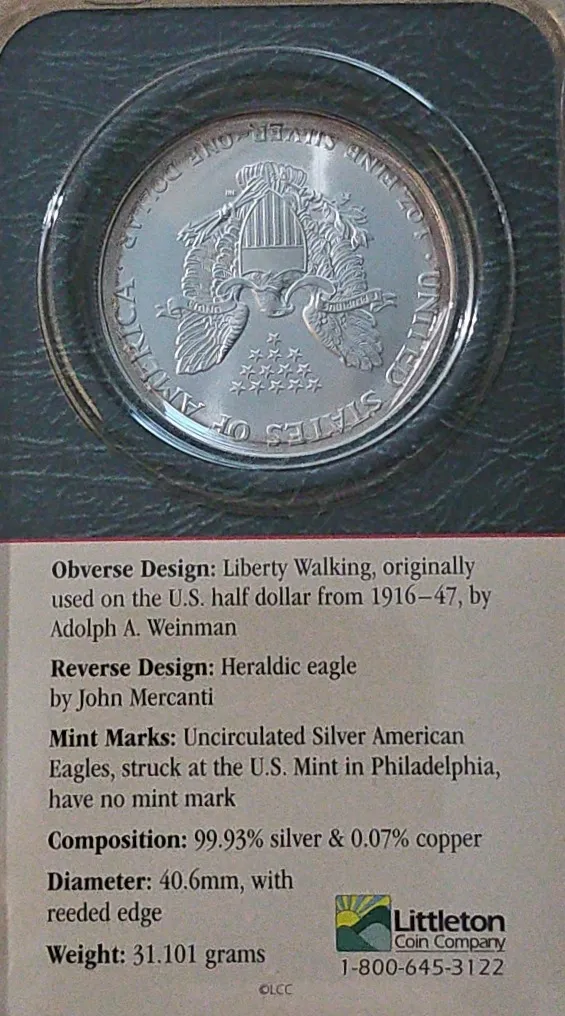 UNITED STATES OF AMERICA
1 OZ. FINE SILVER~ONE DOLLAR
Obverse Design: Liberty Walking, originally
used on the U.S. half dollar from 1916–47, by
Adolph A. Weinman
Reverse Design: Heraldic eagle
by John Mercanti
Mint Marks: Uncirculated Silver American
Eagles, struck at the U.S. Mint in Philadelphia,
have no mint mark
Composition: 99.93% silver & 0.07% copper
Diameter: 40.6mm, with
reeded edge
Weight: 31.101 grams
Littleton
Coin Company
1-800-645-3122
©LCC